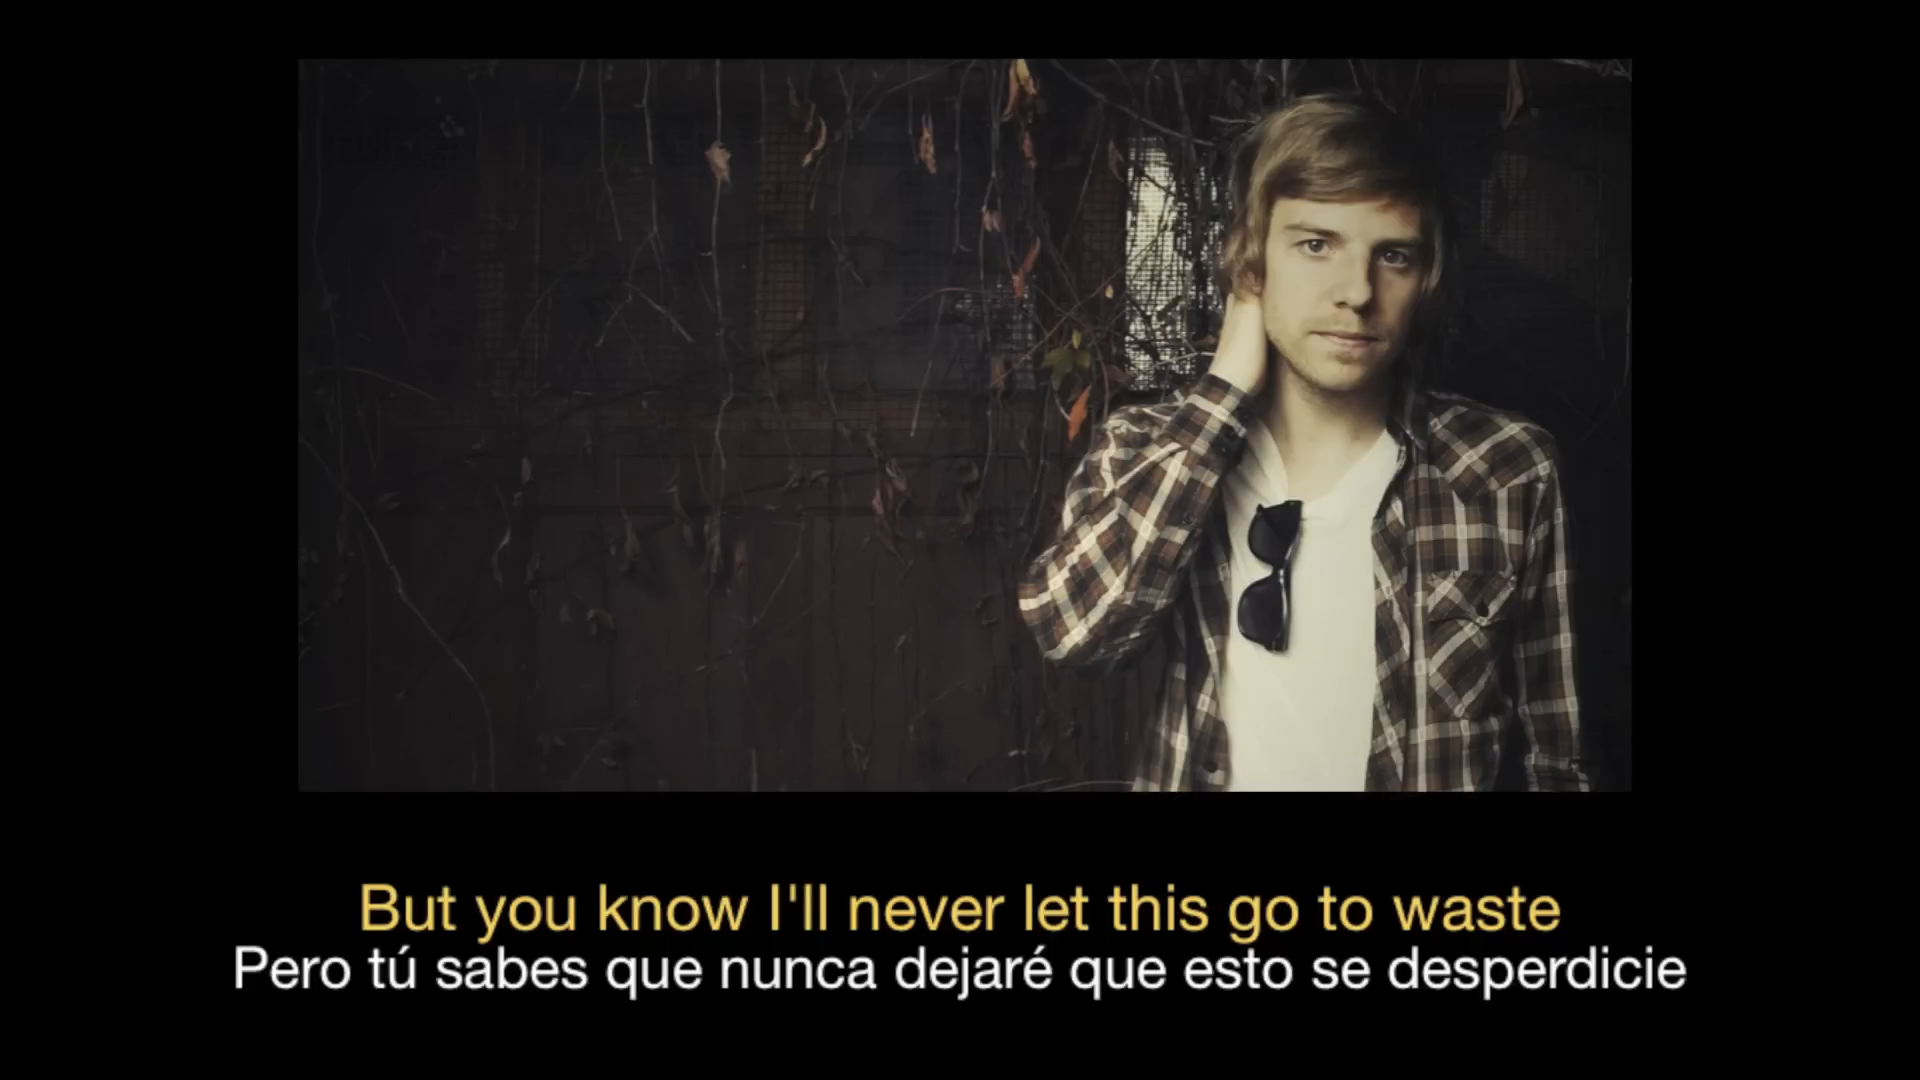 But you know I'll never let this go to waste
Pero tú sabes que nunca dejaré que esto se desperdicie